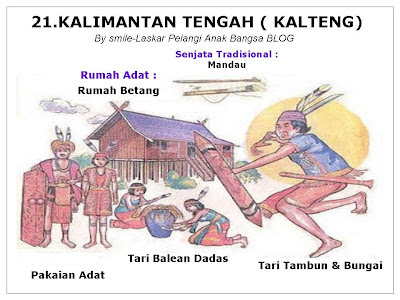 21.KALIMANTAN TENGAH ( KALTENG)
By smile-Laskar Pelangi Anak Bangsa BLOG
Senjata Tradisional :
Mandau
Rumah Adat :
Rumah Betang
Tari Balean Dadas
Tari Tambun & Bungai
Pakaian Adat